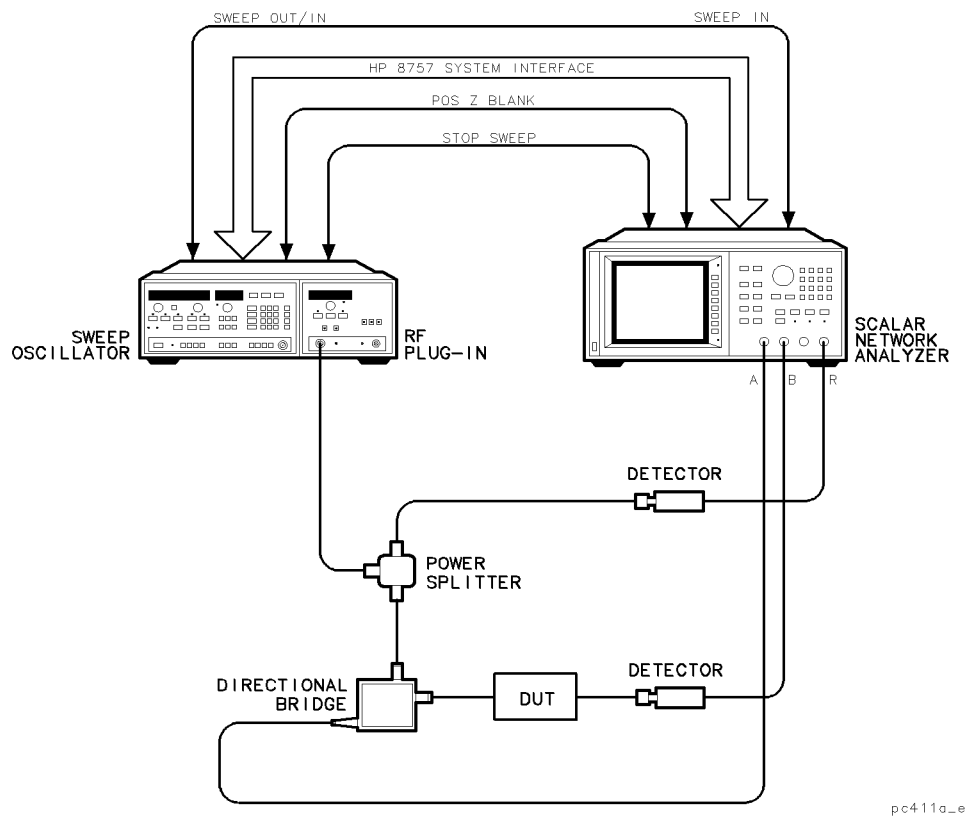 SWEEP OUT/IN
SWEEP IN
HP 8757 SYSTEM INTERFACE
POS Z BLANK
STOP SWEEP
SWEEP
OSCILLATOR
RF
PLUG-IN
SCALAR
NETWORK
ANALYZER
A
B
R
DETECTOR
POWER
SPLITTER
DIRECTIONAL
BRIDGE
DUT
DETECTOR
pc411a_e